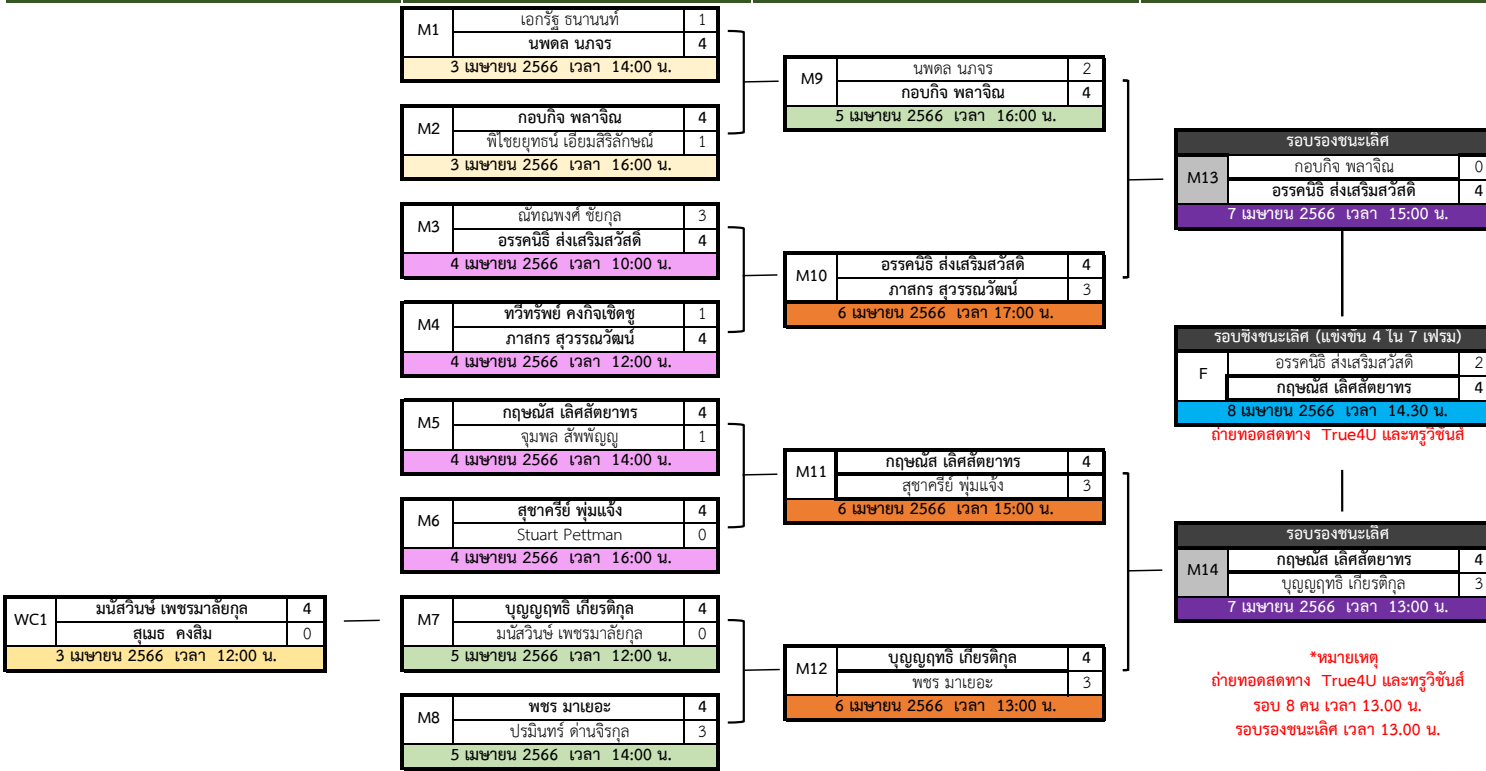 M1
เอกรัฐ ธนานนท์ 1
นพดล นภจร 4
3 เมษายน 2566 เวลา 14:00 น.
M2
กอบกิจ พลาจิณ 4
พิไชยยุทธน์ เอียมสิริลักษณ์ 1
3 เมษายน 2566 เวลา 16:00 น.
M3
ณัทณพงศ์ ชัยกุล 3
อรรคนิธิ ส่งเสริมสวัสดิ์ 4
4 เมษายน 2566 เวลา 10:00 น.
M4
ทวีทรัพย์ คงกิจเชิดชู 1
ภาสกร สุวรรณวัฒน์ 4
4 เมษายน 2566 เวลา 12:00 น.
M5
กฤษณัส เลิศสัตยาทร 4
จุมพล สัพพัญญู 1
4 เมษายน 2566 เวลา 14:00 น.
M6
สุชาครีย์ พุ่มแจ้ง 4
Stuart Pettman 0
4 เมษายน 2566 เวลา 16:00 น.
WC1
มนัสวินษ์ เพชรมาลัยกุล 4
สุเมธ คงสิม 0
3 เมษายน 2566 เวลา 12:00 น.
M7
บุญญฤทธิ เกียรติกุล 4
มนัสวินษ์ เพชรมาลัยกุล 0
5 เมษายน 2566 เวลา 12:00 น.
M8
พชร มาเยอะ 4
ปรมินทร์ ด่านจิรกุล 3
5 เมษายน 2566 เวลา 14:00 น.
M9
นพดล นภจร 2
กอบกิจ พลาจิณ 4
5 เมษายน 2566 เวลา 16:00 น.
M10
อรรคนิธิ ส่งเสริมสวัสดิ์ 4
ภาสกร สุวรรณวัฒน์ 3
6 เมษายน 2566 เวลา 17:00 น.
M11
กฤษณัส เลิศสัตยาทร 4
สุชาครีย์ พุ่มแจ้ง 3
6 เมษายน 2566 เวลา 15:00 น.
M12
บุญญฤทธิ เกียรติกุล 4
พชร มาเยอะ 3
6 เมษายน 2566 เวลา 13:00 น.
รอบรองชนะเลิศ
M13
กอบกิจ พลาจิณ 0
อรรคนิธิ ส่งเสริมสวัสดิ์ 4
7 เมษายน 2566 เวลา 15:00 น.
รอบชิงชนะเลิศ (แข่งขัน 4 ใน 7 เฟรม)
F
อรรคนิธิ ส่งเสริมสวัสดิ์ 2
กฤษณัส เลิศสัตยาทร 4
8 เมษายน 2566 เวลา 14.30 น.
ถ่ายทอดสดทาง True4U และทรูวิชันส์
รอบรองชนะเลิศ
M14
กฤษณัส เลิศสัตยาทร 4
บุญญฤทธิ เกียรติกุล 3
7 เมษายน 2566 เวลา 13:00 น.
*หมายเหตุ
ถ่ายทอดสดทาง True4U และทรูวิชันส์
รอบ 8 คน เวลา 13.00 น.
รอบรองชนะเลิศ เวลา 13.00 น.